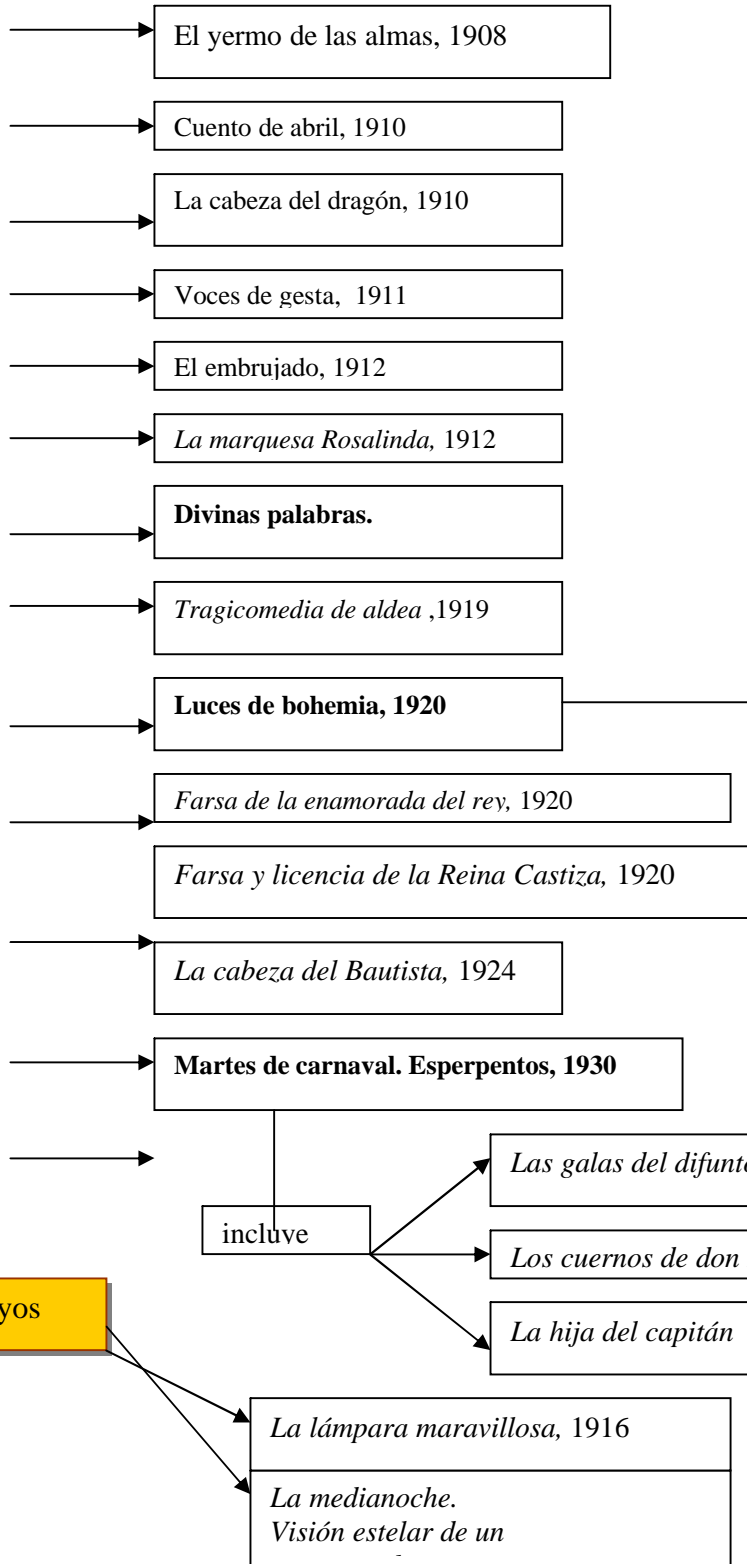 El yermo de las almas, 1908
Cuento de abril, 1910
La cabeza del dragón, 1910
Voces de gesta, 1911
El embrujado, 1912
La marquesa Rosalinda, 1912
Divinas palabras.
Tragicomedia de aldea ,1919
Luces de bohemia, 1920
Farsa de la enamorada del rey, 1920
Farsa y licencia de la Reina Castiza, 1920
La cabeza del Bautista, 1924
Martes de carnaval. Esperpentos, 1930
Las galas del difunto
incluye
Los cuernos de don
La hija del capitán
yos
La lámpara maravillosa, 1916
La medianoche.
Visión estelar de un